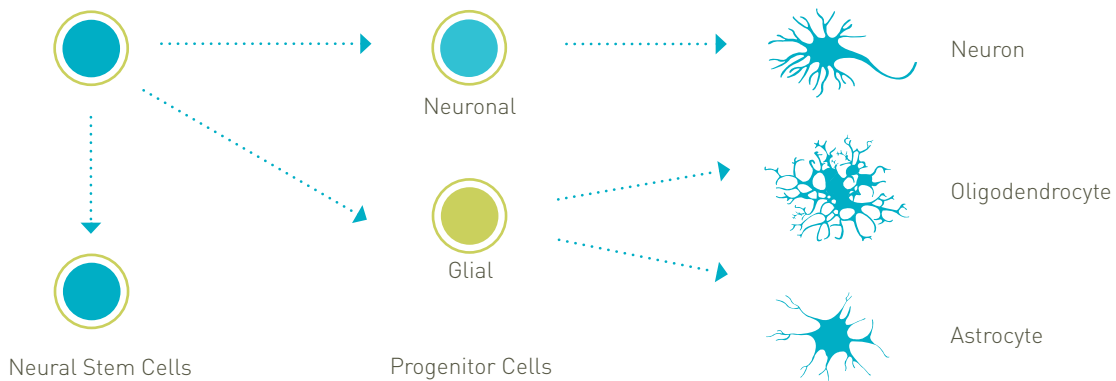 Neuron
Neuronal
Oligodendrocyte
Glial
Astrocyte
Neural Stem Cells
Progenitor Cells